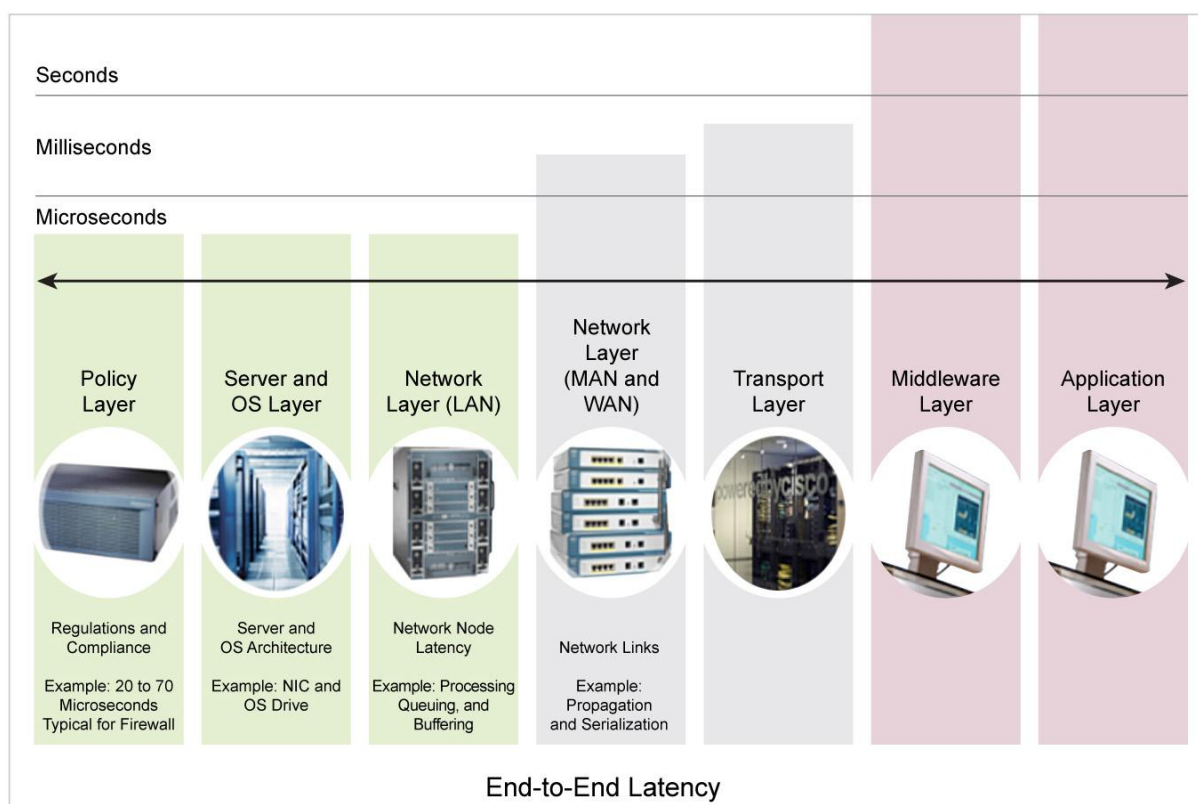 Seconds
Milliseconds
Microseconds
Policy
Layer
Server and
OS Layer
Network
Layer (LAN)
Network
Layer
(MAN and
WAN)
Transport
Layer
Middleware
Layer
Application
Layer
poweredbycisco
Regulations and
Compliance
Example: 20 to 70
Microseconds
Typical for Firewall
Server and
OS Architecture
Example: NIC and
OS Drive
Network Node
Latency
Example: Processing
Queuing, and
Buffering
Network Links
Example:
Propagation
and Serialization
End-to-End Latency